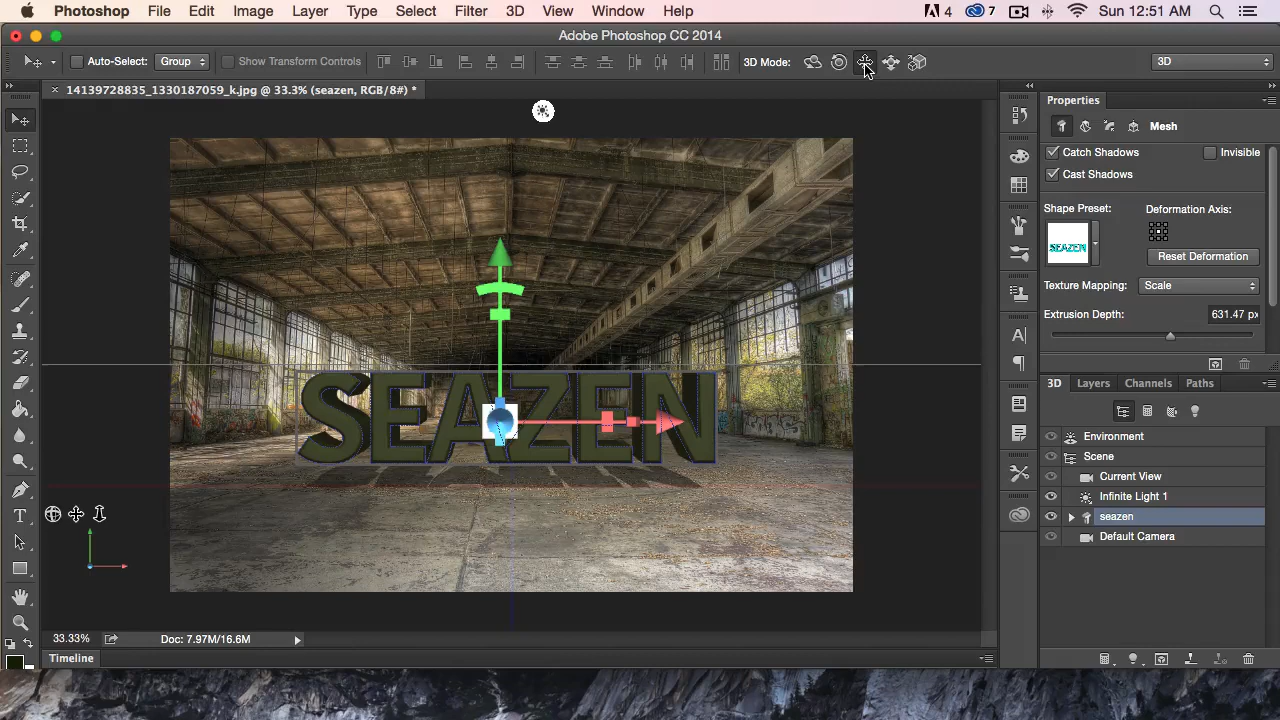 Photoshop File Edit Image Layer Type Select Filter 3D View Window Help 4 7 Sun 12:51 AM
Adobe Photoshop CC 2014
Auto-Select: Group Show Transform Controls 3D Mode: 3D
× 14139728835_1330187059_k.jpg @ 33.3% (seazen, RGB/8#) *
Properties
Mesh
Catch Shadows Invisible
Cast Shadows
Shape Preset: Deformation Axis:
SEAZEN
Reset Deformation
Texture Mapping: Scale
Extrusion Depth: 631.47 px
SEAZEN
3D Layers Channels Paths
Environment
Scene
Current View
Infinite Light 1
seazen
Default Camera
33.33% Doc: 7.97M/16.6M
Timeline